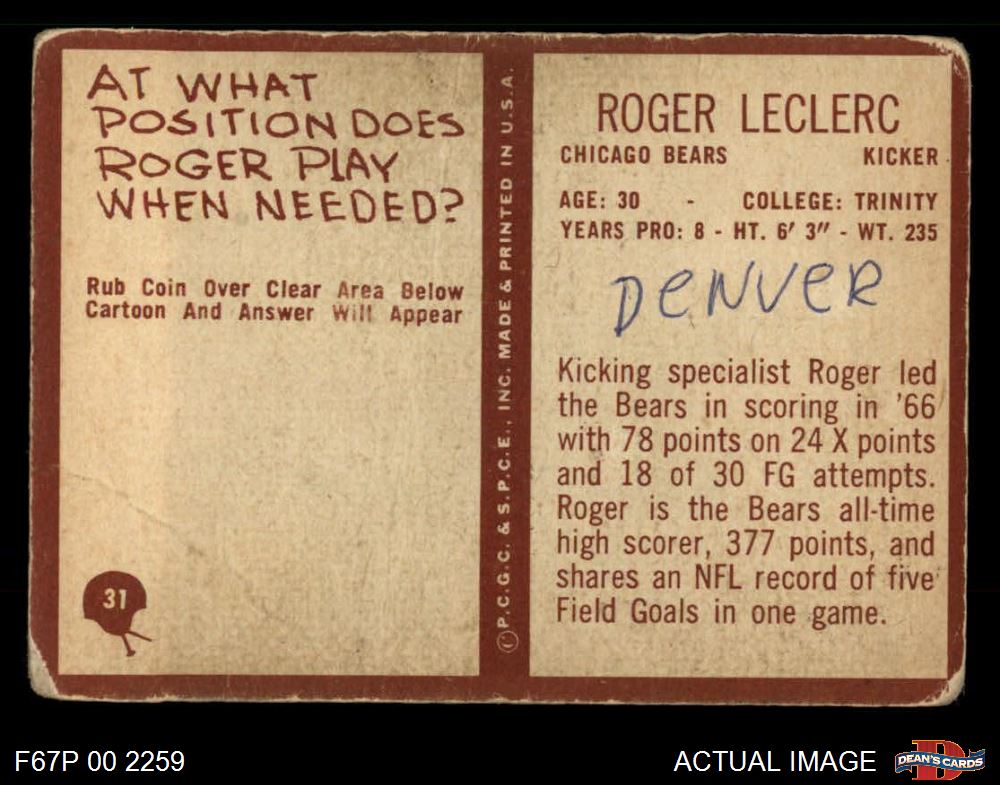 AT WHAT
POSITION DOES
ROGER PLAY
WHEN NEEDED?
Rub Coin Over Clear Area Below
Cartoon And Answer Will Appear
31
©P.C.G.C. & S.P.C.E., INC. MADE & PRINTED IN U.S.A.
ROGER LECLERC
CHICAGO BEARS KICKER
AGE: 30 - COLLEGE: TRINITY
YEARS PRO: 8 - HT. 6' 3" - WT. 235
DENVER
Kicking specialist Roger led
the Bears in scoring in '66
with 78 points on 24 X points
and 18 of 30 FG attempts.
Roger is the Bears all-time
high scorer, 377 points, and
shares an NFL record of five
Field Goals in one game.
F67P 00 2259
ACTUAL IMAGE
D
DEAN'S CARDS